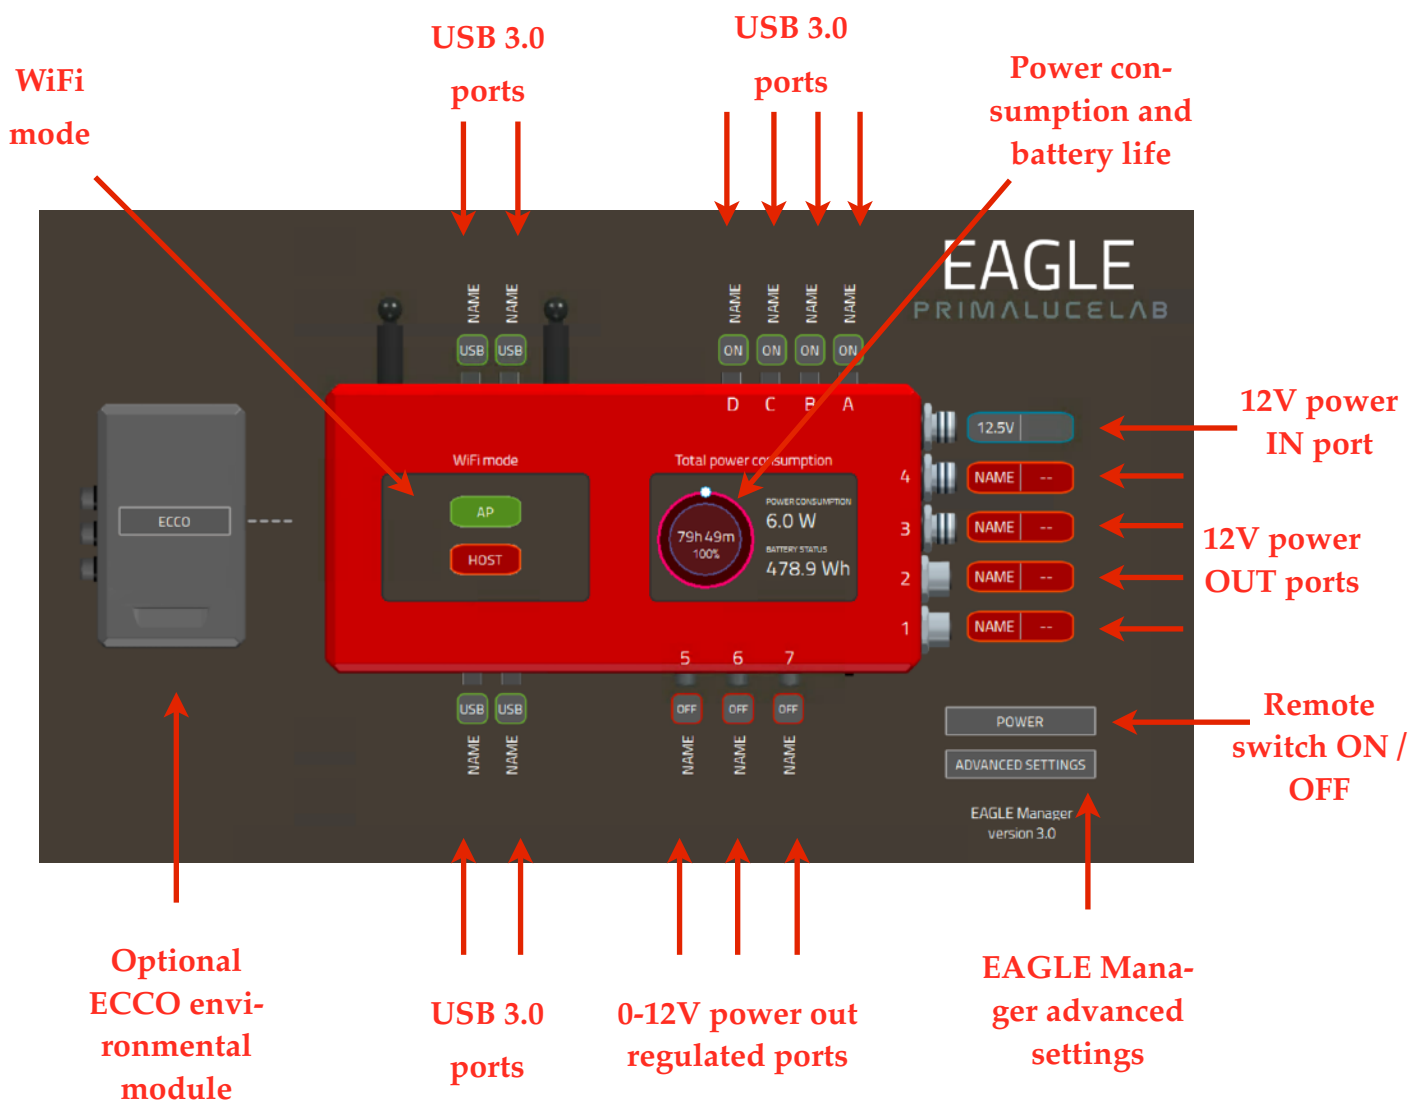 USB 3.0
ports
USB 3.0
ports
WiFi
mode
Power con-
sumption and
battery life
EAGLE
PRIMALUCELAB
NAME
NAME
NAME
NAME
NAME
NAME
USB
USB
ON
ON
ON
ON
D
C
B
A
12.5V
12V power
IN port
WiFi mode
Total power consumption
4
NAME
--
AP
POWER CONSUMPTION
6.0 W
ECCO
79h 49m
100%
3
NAME
--
12V power
OUT ports
HOST
BATTERY STATUS
478.9 Wh
2
NAME
--
1
NAME
--
5
6
7
USB
USB
OFF
OFF
OFF
NAME
NAME
NAME
NAME
NAME
POWER
Remote
switch ON /
OFF
ADVANCED SETTINGS
EAGLE Manager
version 3.0
Optional
ECCO envi-
ronmental
module
USB 3.0
ports
0-12V power out
regulated ports
EAGLE Mana-
ger advanced
settings